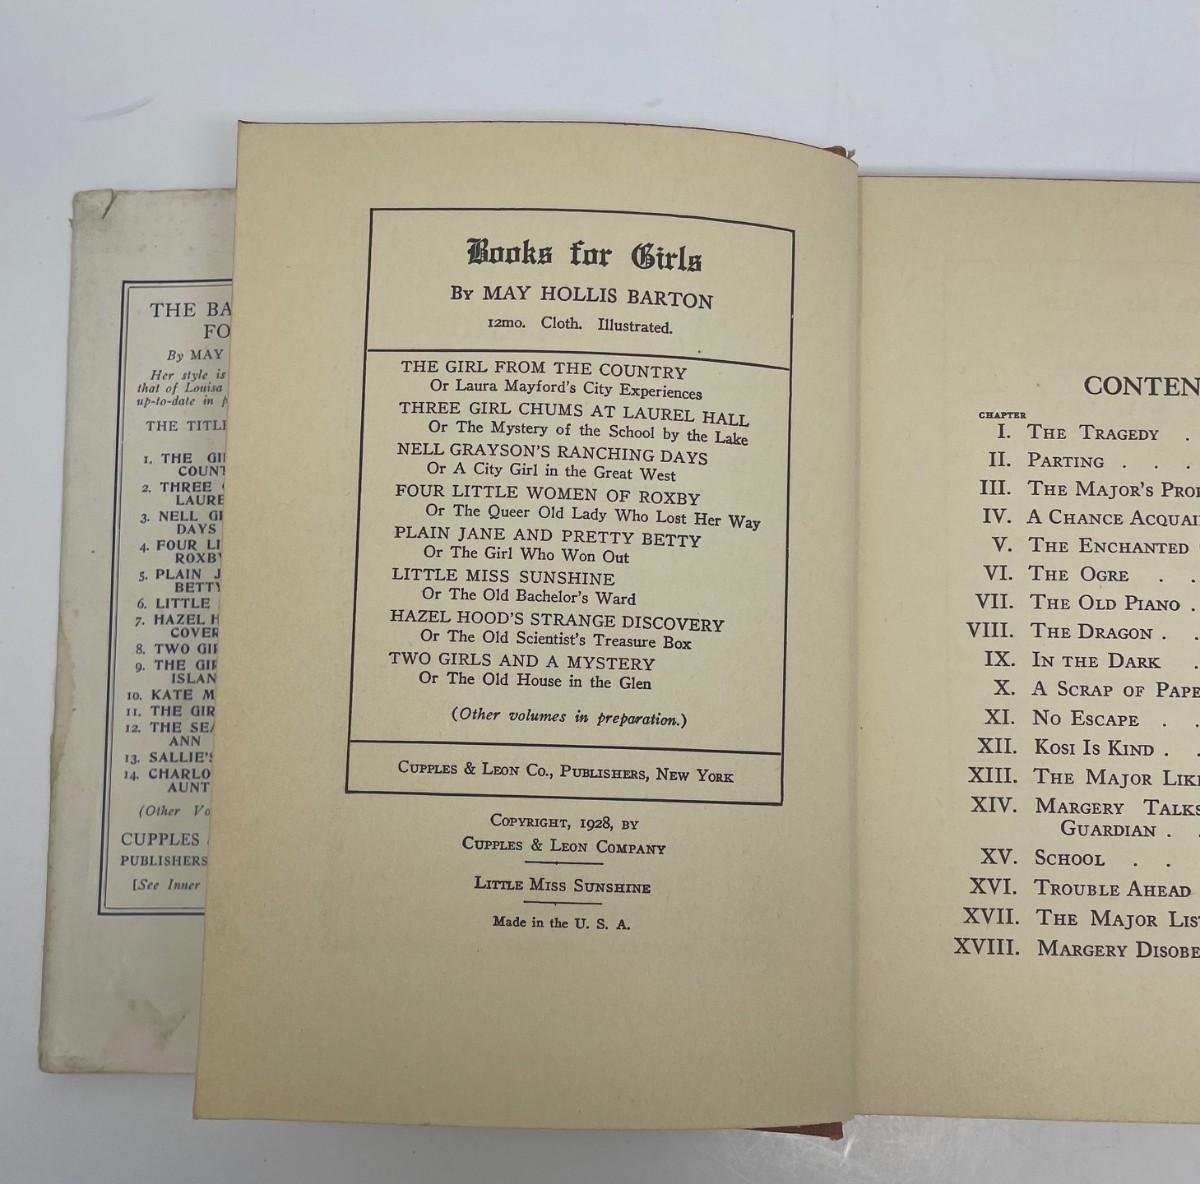 THE BA
FO
By MAY
Her style is
that of Louisa
up-to-date in p
THE TITL
1. THE GI
COUNT
2. THREE
LAURE
3. NELL G
DAYS
4. FOUR LI
ROXBY
5. PLAIN J
BETTY
6. LITTLE
7. HAZEL H
COVER
8. TWO GI
9. THE GIR
ISLAN
10. KATE M
11. THE GIR
12. THE SEA
ANN
13. SALLIE'S
14. CHARLO
AUNT
(Other Vo
CUPPLES &
PUBLISHERS
[See Inner
Books for Girls
By MAY HOLLIS BARTON
12mo. Cloth. Illustrated.
THE GIRL FROM THE COUNTRY
Or Laura Mayford's City Experiences
THREE GIRL CHUMS AT LAUREL HALL
Or The Mystery of the School by the Lake
NELL GRAYSON'S RANCHING DAYS
Or A City Girl in the Great West
FOUR LITTLE WOMEN OF ROXBY
Or The Queer Old Lady Who Lost Her Way
PLAIN JANE AND PRETTY BETTY
Or The Girl Who Won Out
LITTLE MISS SUNSHINE
Or The Old Bachelor's Ward
HAZEL HOOD'S STRANGE DISCOVERY
Or The Old Scientist's Treasure Box
TWO GIRLS AND A MYSTERY
Or The Old House in the Glen
(Other volumes in preparation.)
CUPPLES & LEON CO., PUBLISHERS, NEW YORK
COPYRIGHT, 1928, BY
CUPPLES & LEON COMPANY
LITTLE MISS SUNSHINE
Made in the U. S. A.
CONTEN
CHAPTER
I. THE TRAGEDY .
II. PARTING . . .
III. THE MAJOR'S PRO
IV. A CHANCE ACQUAI
V. THE ENCHANTED
VI. THE OGRE . .
VII. THE OLD PIANO .
VIII. THE DRAGON . .
IX. IN THE DARK .
X. A SCRAP OF PAPE
XI. NO ESCAPE . .
XII. KOSI IS KIND . .
XIII. THE MAJOR LIK
XIV. MARGERY TALKS
GUARDIAN . .
XV. SCHOOL . .
XVI. TROUBLE AHEAD
XVII. THE MAJOR LIS
XVIII. MARGERY DISOBE